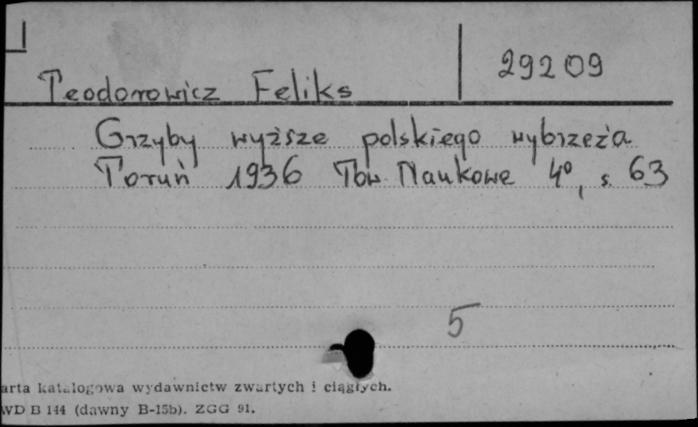 29209
Teodorowicz Feliks
Grzyby wyższe polskiego wybrzeża
Toruń 1936 Tow. Naukowe 4°, s. 63
5
arta katalogowa wydawnictw zwartych i ciągłych.
WD B 144 (dawny B-15b). ZGG 91.